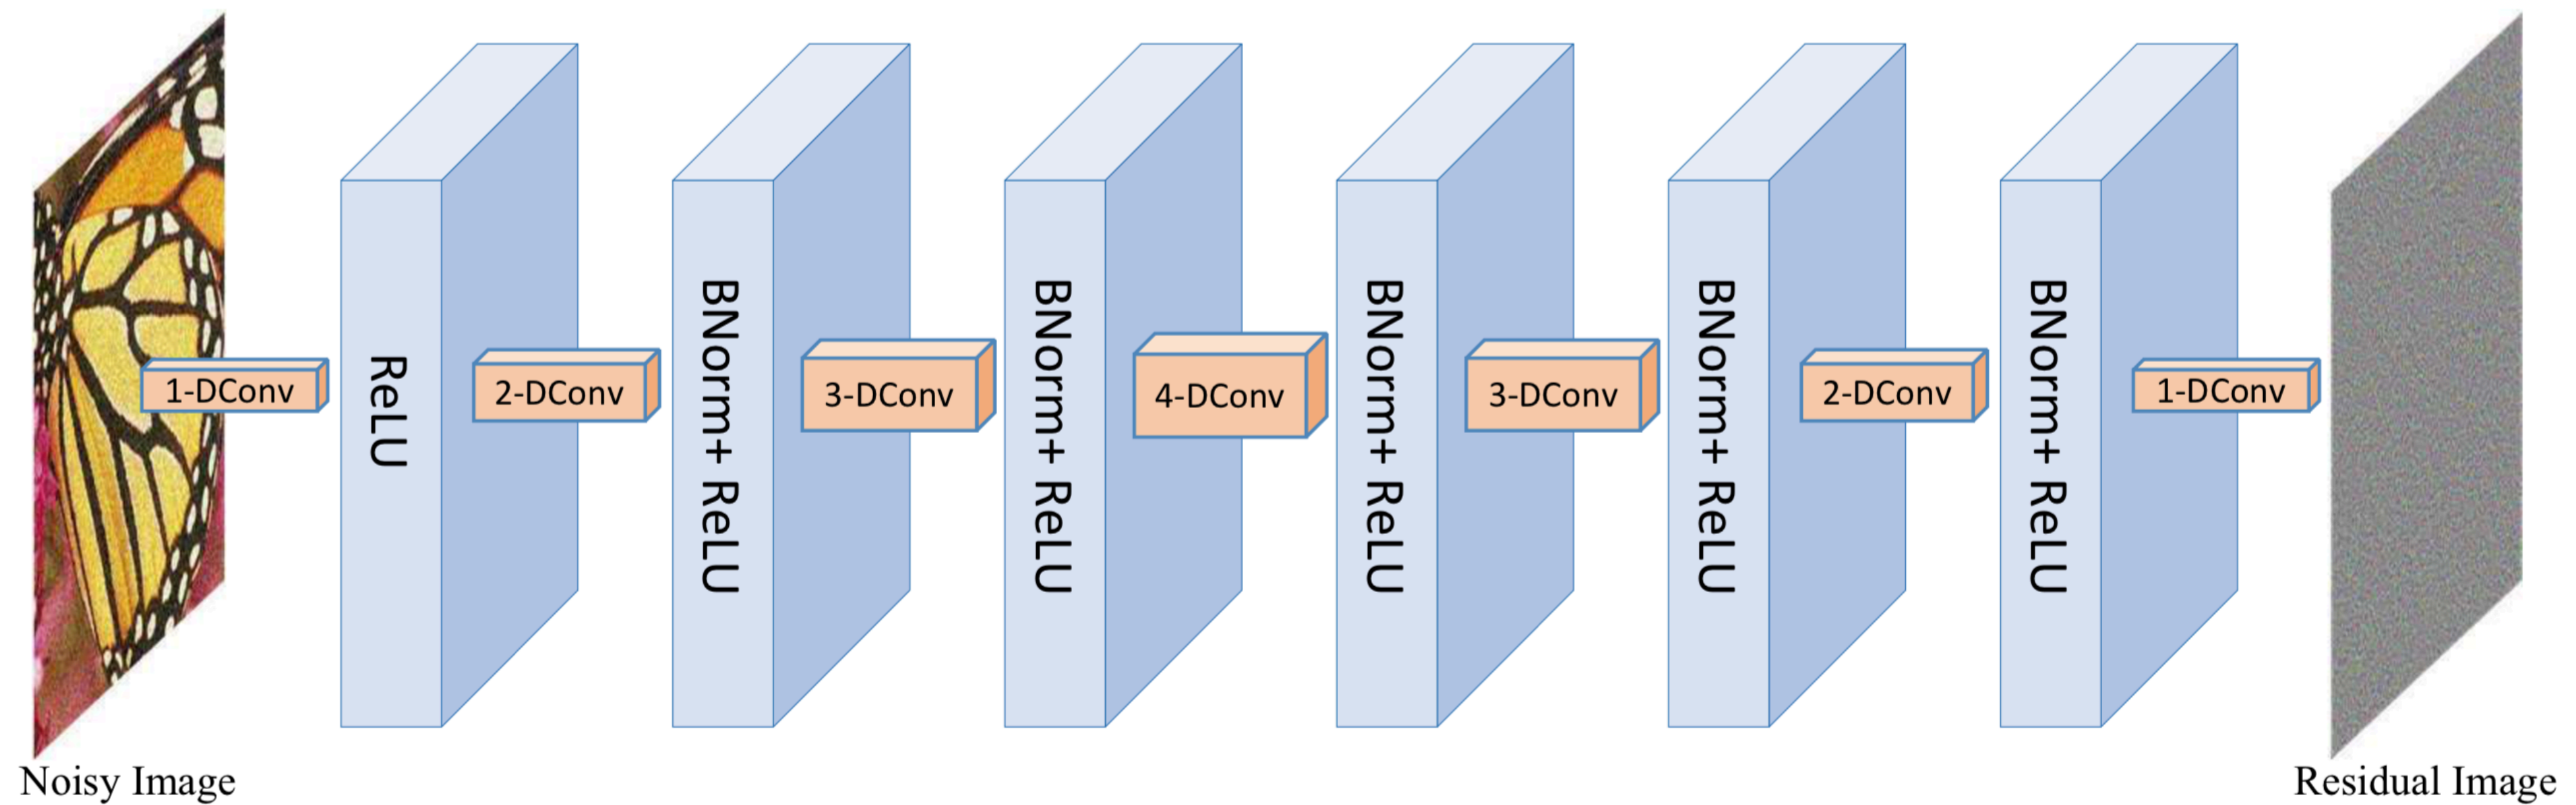 1-DConv
ReLU
2-DConv
BNorm+ ReLU
3-DConv
BNorm+ ReLU
4-DConv
BNorm+ ReLU
3-DConv
BNorm+ ReLU
2-DConv
BNorm+ ReLU
1-DConv
Noisy Image
Residual Image